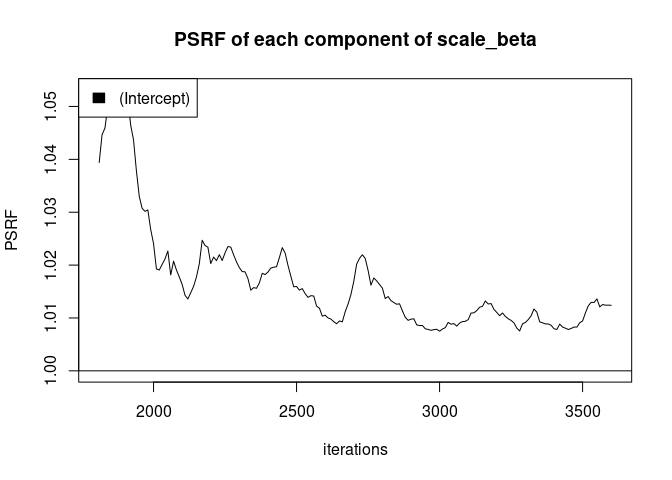 PSRF of each component of scale_beta
(Intercept)
PSRF
1.05
1.04
1.03
1.02
1.01
1.00
2000 2500 3000 3500
iterations